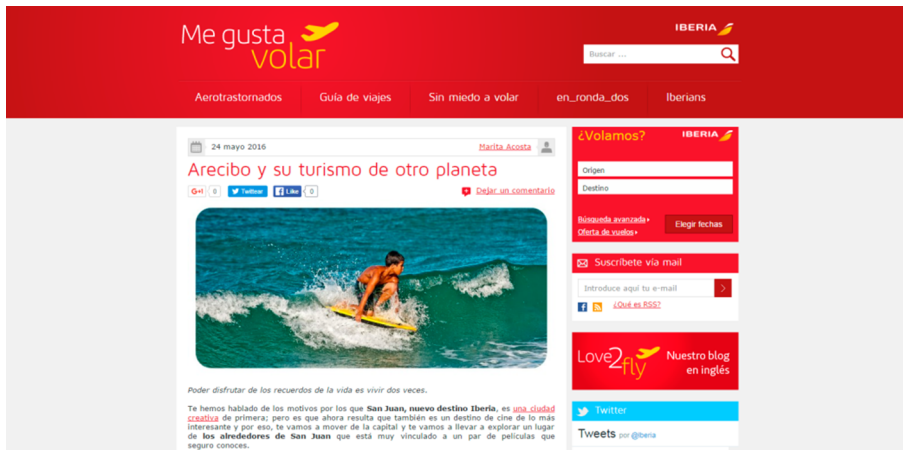 Me gusta
volar
IBERIA
Buscar ...
Aerotrastornados
Guía de viajes
Sin miedo a volar
en_ronda_dos
Iberians
24 mayo 2016
Marita Acosta
Arecibo y su turismo de otro planeta
G+1 0 Twittear Like 0
Dejar un comentario
Poder disfrutar de los recuerdos de la vida es vivir dos veces.
Te hemos hablado de los motivos por los que San Juan, nuevo destino Iberia, es una ciudad
creativa de primera; pero es que ahora resulta que también es un destino de cine de lo más
interesante y por eso, te vamos a mover de la capital y te vamos a llevar a explorar un lugar
de los alrededores de San Juan que está muy vinculado a un par de películas que
seguro conoces.
¿Volamos?
IBERIA
Origen
Destino
Búsqueda avanzada
Oferta de vuelos
Elegir fechas
Suscríbete vía mail
Introduce aquí tu e-mail
¿Qué es RSS?
Love2fly
Nuestro blog
en inglés
Twitter
Tweets por @Iberia